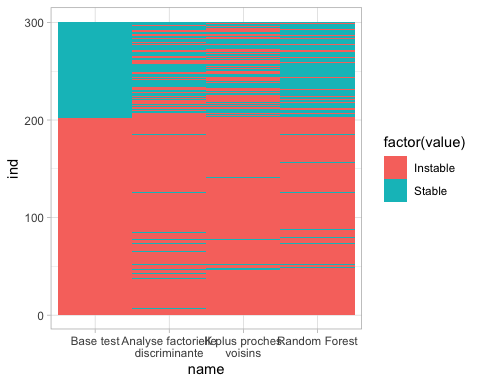 300
200
100
0
ind
Base test
Analyse factorielle
discriminante
K plus proches
voisins
Random Forest
name
factor(value)
Instable
Stable